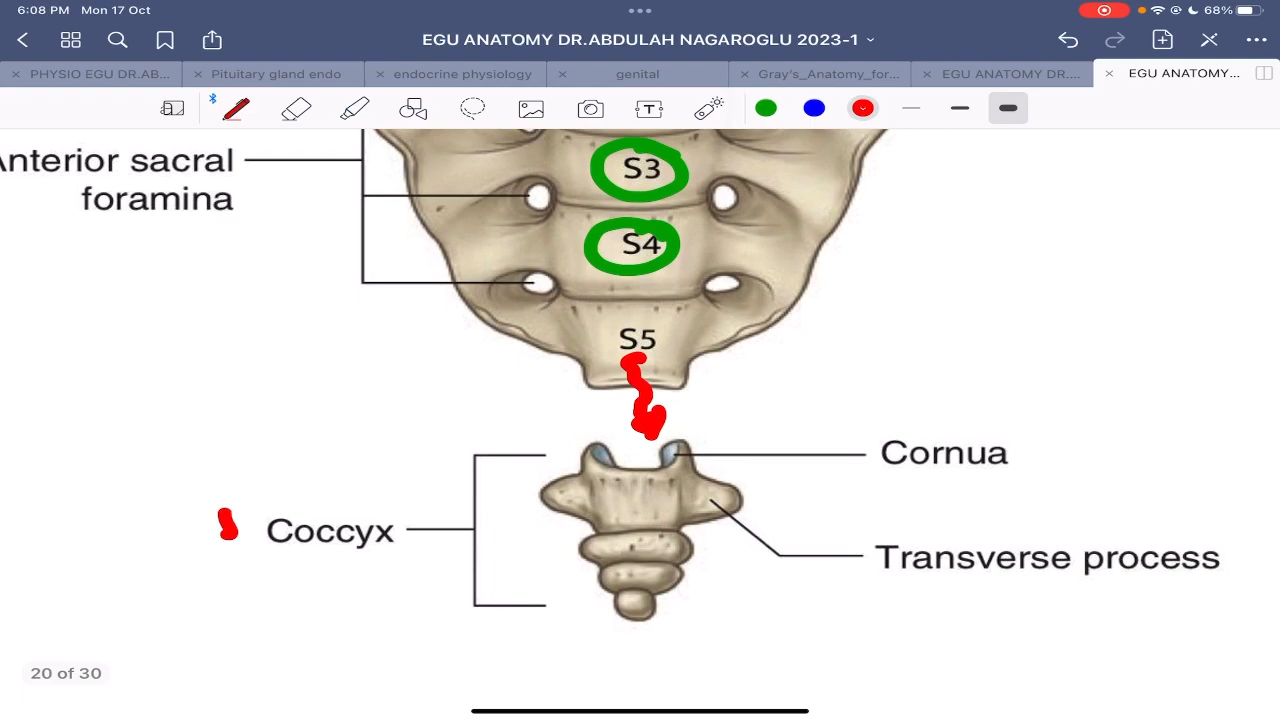 6:08 PM Mon 17 Oct
68%
EGU ANATOMY DR.ABDULAH NAGAROGLU 2023-1
PHYSIO EGU DR.AB...
Pituitary gland endo
endocrine physiology
genital
Gray's_Anatomy_for...
EGU ANATOMY DR....
EGU ANATOMY...
T
Anterior sacral
foramina
S3
S4
S5
Cornua
Coccyx
Transverse process
20 of 30